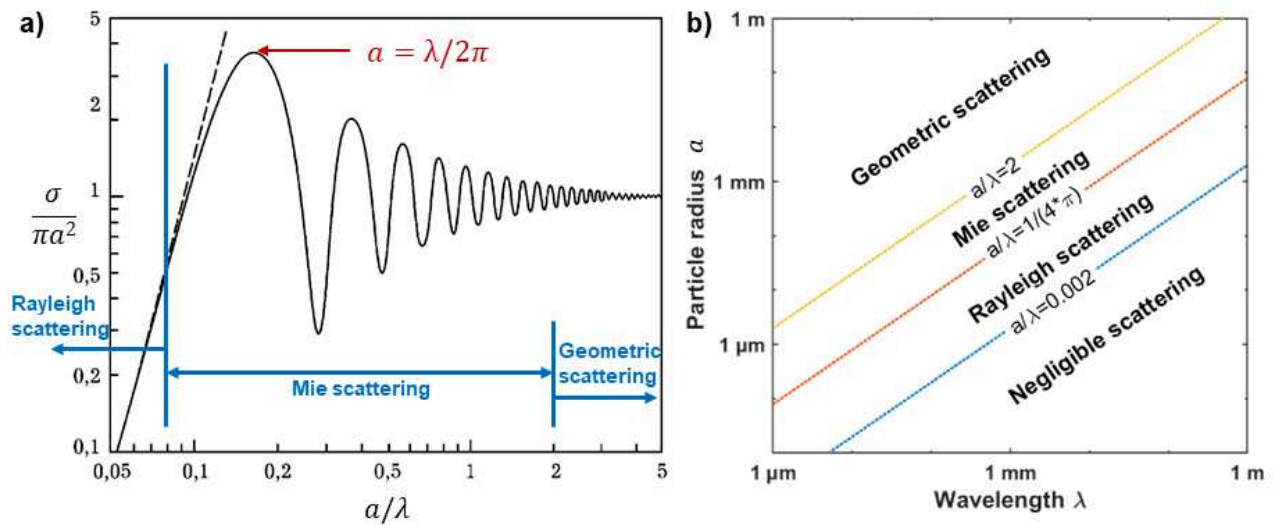 a)
5
2
1
0,5
0,2
0,1
σ
πa²
a = λ/2π
Rayleigh
scattering
Mie scattering
Geometric
scattering
0,05
0,1
0,2
0,5
1
2
5
a/λ
b)
1 m
1 mm
1 µm
Particle radius a
Geometric scattering
a/λ=2
Mie scattering
a/λ=1/(4*π)
Rayleigh scattering
a/λ=0.002
Negligible scattering
1 µm
1 mm
1 m
Wavelength λ